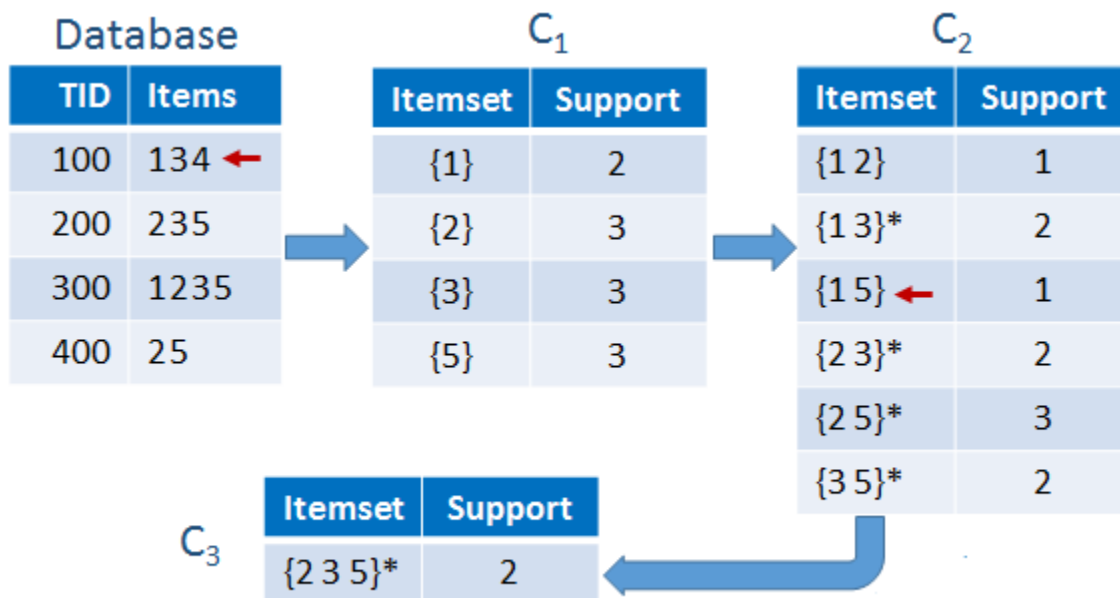 Database
TID Items
100 134
200 235
300 1235
400 25
C1
Itemset Support
{1} 2
{2} 3
{3} 3
{5} 3
C2
Itemset Support
{1 2} 1
{1 3}* 2
{1 5} 1
{2 3}* 2
{2 5}* 3
{3 5}* 2
C3
Itemset Support
{2 3 5}* 2